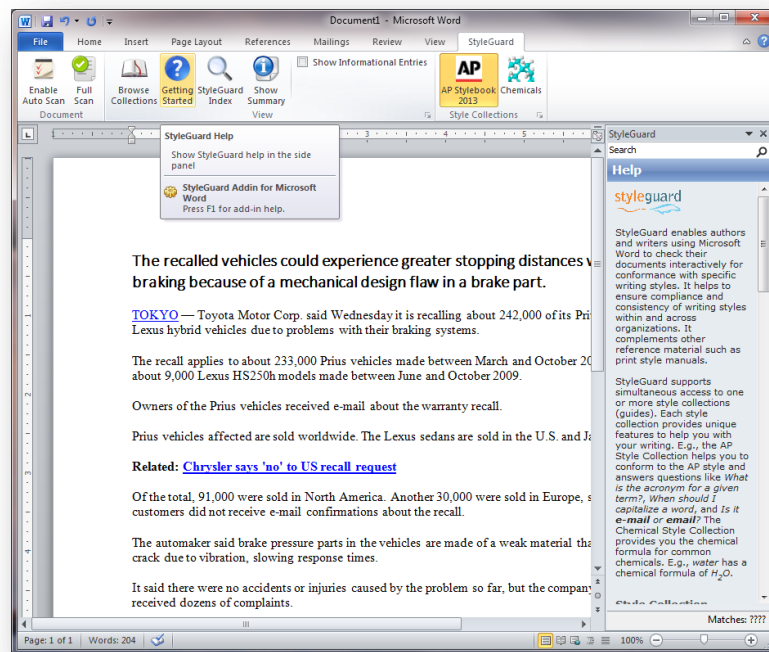 Document1 - Microsoft Word
File Home Insert Page Layout References Mailings Review View StyleGuard
Enable Auto Scan
Full Scan
Browse Collections
Getting Started
StyleGuard Index
Show Summary
Show Informational Entries
AP
AP Stylebook 2013
Chemicals
Document View Style Collections
StyleGuard Help
Show StyleGuard help in the side
panel
StyleGuard Addin for Microsoft
Word
Press F1 for add-in help.
The recalled vehicles could experience greater stopping distances
braking because of a mechanical design flaw in a brake part.
TOKYO — Toyota Motor Corp. said Wednesday it is recalling about 242,000 of its
Lexus hybrid vehicles due to problems with their braking systems.
The recall applies to about 233,000 Prius vehicles made between March and October
about 9,000 Lexus HS250h models made between June and October 2009.
Owners of the Prius vehicles received e-mail about the warranty recall.
Prius vehicles affected are sold worldwide. The Lexus sedans are sold in the U.S. and
Related: Chrysler says 'no' to US recall request
Of the total, 91,000 were sold in North America. Another 30,000 were sold in Europe,
customers did not receive e-mail confirmations about the recall.
The automaker said brake pressure parts in the vehicles are made of a weak material
crack due to vibration, slowing response times.
It said there were no accidents or injuries caused by the problem so far, but the company
received dozens of complaints.
StyleGuard
Search
Help
styleguard
StyleGuard enables authors
and writers using Microsoft
Word to check their
documents interactively for
conformance with specific
writing styles. It helps to
ensure compliance and
consistency of writing styles
within and across
organizations. It
complements other
reference material such as
print style manuals.
StyleGuard supports
simultaneous access to one
or more style collections
(guides). Each style
collection provides unique
features to help you with
your writing. E.g., the AP
Style Collection helps you to
conform to the AP style and
answers questions like What
is the acronym for a given
term?, When should I
capitalize a word, and Is it
e-mail or email? The
Chemical Style Collection
provides you the chemical
formula for common
chemicals. E.g., water has a
chemical formula of H₂O.
Style Collection
Matches: ????
Page: 1 of 1 Words: 204 100%